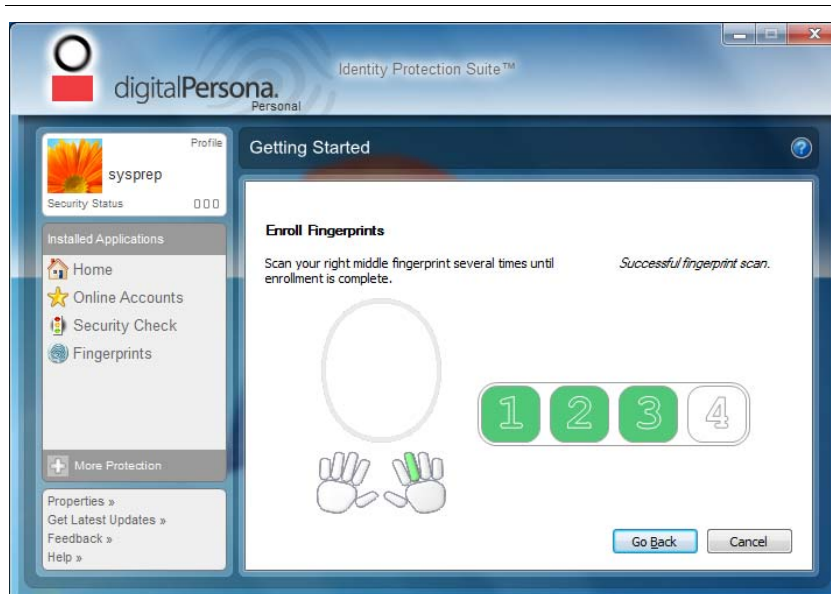 digitalPersona.
Personal
Identity Protection Suite™
Profile
sysprep
Security Status
Installed Applications
Home
Online Accounts
Security Check
Fingerprints
More Protection
Properties »
Get Latest Updates »
Feedback »
Help »
Getting Started
?
Enroll Fingerprints
Scan your right middle fingerprint several times until
enrollment is complete.
Successful fingerprint scan.
1 2 3 4
Go Back
Cancel